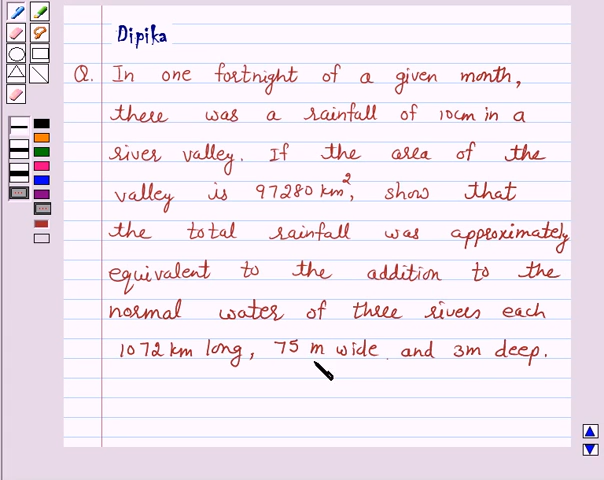 Dipika
Q. In one fortnight of a given month,
there was a rainfall of 10cm in a
river valley. If the area of the
valley is 97280 km², show that
the total rainfall was approximately
equivalent to the addition to the
normal water of three rivers each
1072 km long, 75 m wide and 3m deep.